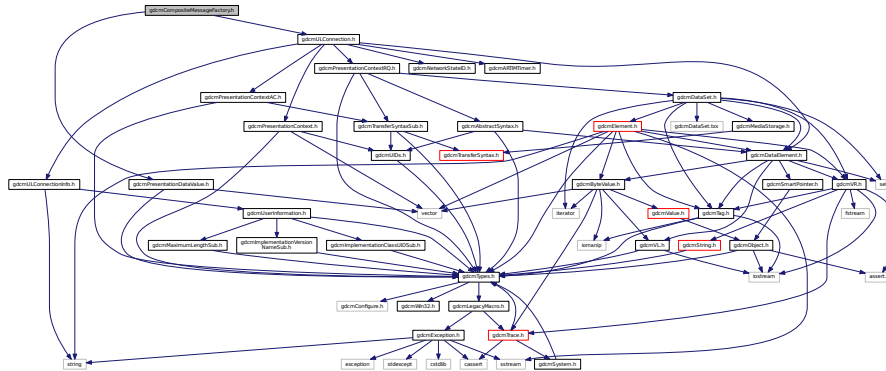 gdcmCompositeMessageFactory.h
gdcmULConnection.h
gdcmPresentationContextRQ.h
gdcmNetworkStateID.h
gdcmARTIMTimer.h
gdcmPresentationContextAC.h
gdcmDataSet.h
gdcmPresentationContext.h
gdcmTransferSyntaxSub.h
gdcmAbstractSyntax.h
gdcmElement.h
gdcmDataSet.txx
gdcmMediaStorage.h
gdcmUIDs.h
gdcmTransferSyntax.h
gdcmDataElement.h
gdcmULConnectionInfo.h
gdcmPresentationDataValue.h
gdcmByteValue.h
gdcmSmartPointer.h
gdcmVR.h
set
gdcmUserInformation.h
vector
iterator
gdcmValue.h
gdcmTag.h
fstream
gdcmMaximumLengthSub.h
gdcmImplementationVersion
NameSub.h
gdcmImplementationClassUIDSub.h
iomanip
gdcmVL.h
gdcmString.h
gdcmObject.h
gdcmTypes.h
iostream
gdcmConfigure.h
gdcmWin32.h
gdcmLegacyMacro.h
gdcmException.h
gdcmTrace.h
string
exception
stdexcept
cstdlib
cassert
sstream
gdcmSystem.h